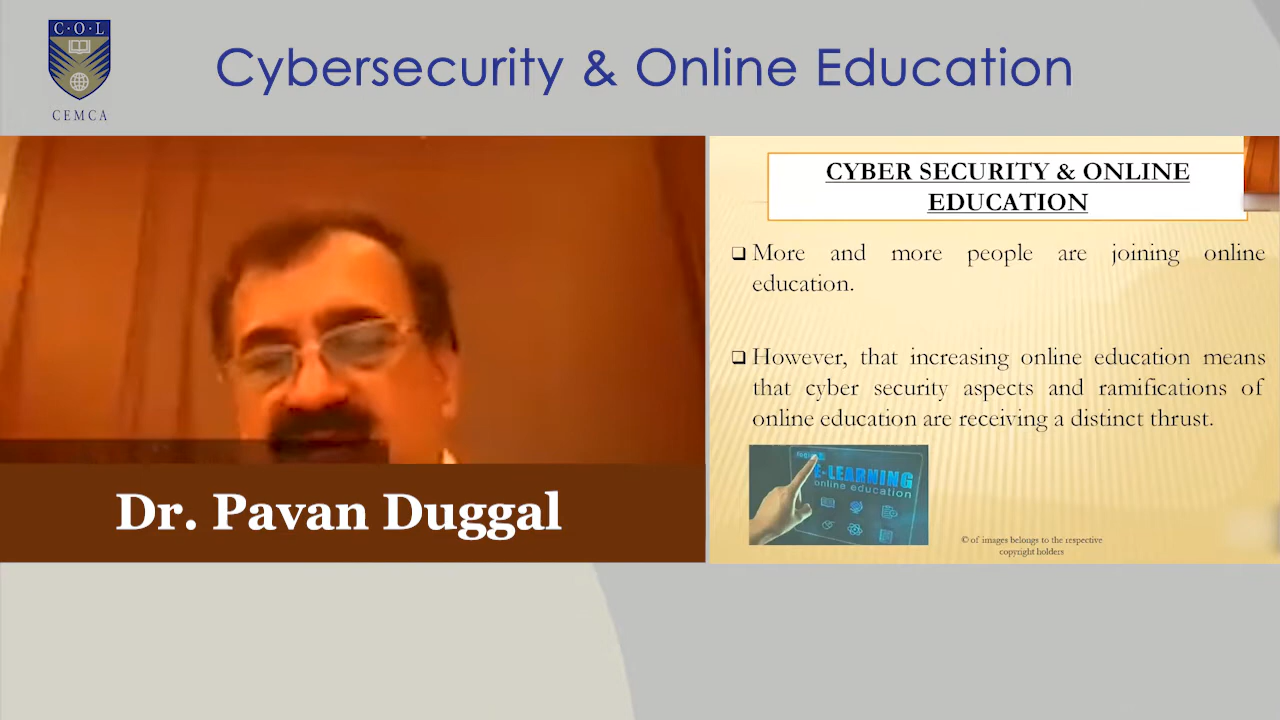 C·O·L
CEMCA
Cybersecurity & Online Education
Dr. Pavan Duggal
CYBER SECURITY & ONLINE
EDUCATION
❑ More and more people are joining online
education.
❑ However, that increasing online education means
that cyber security aspects and ramifications of
online education are receiving a distinct thrust.
E-LEARNING
online education
© of images belongs to the respective
copyright holders